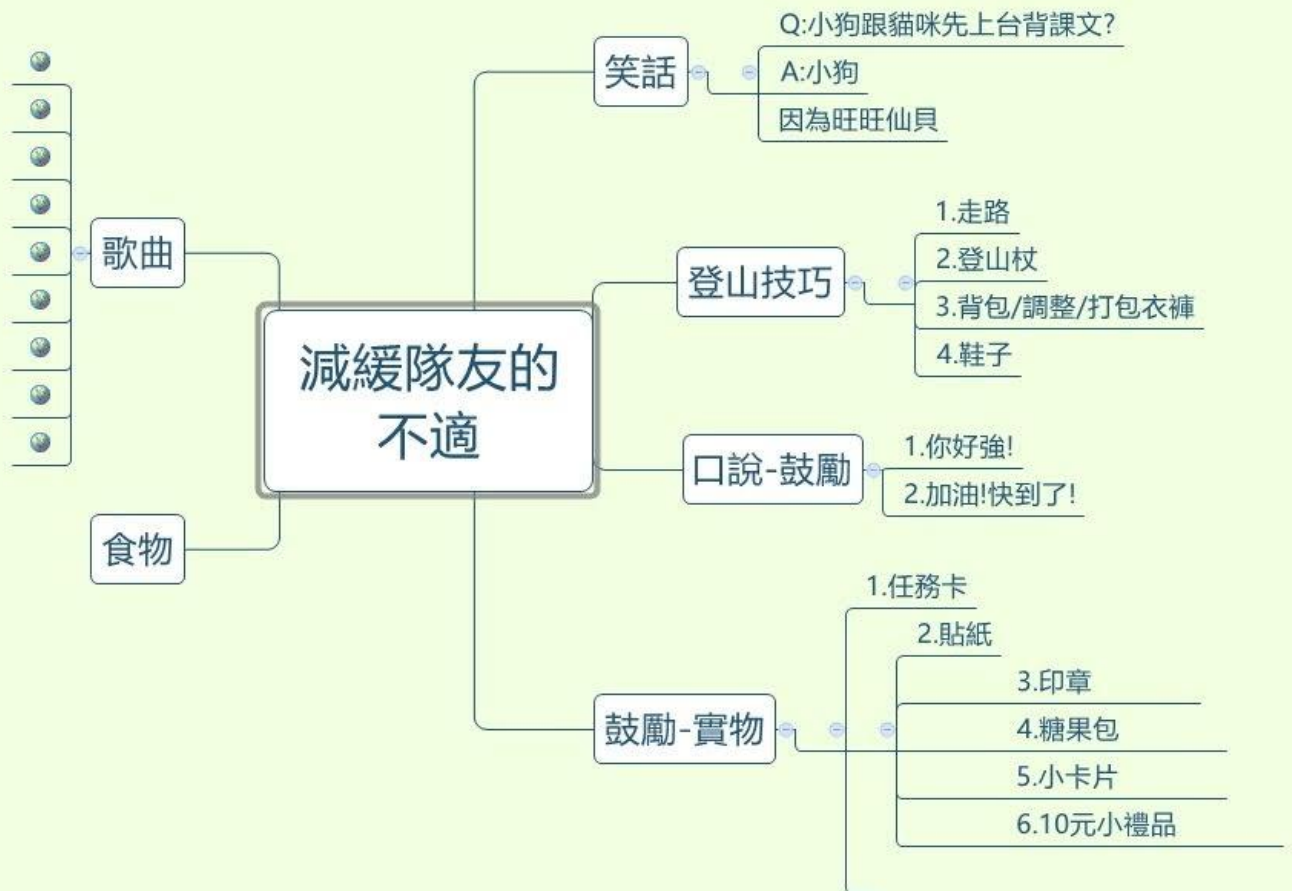 減緩隊友的
不適
笑話
Q:小狗跟貓咪先上台背課文?
A:小狗
因為旺旺仙貝
登山技巧
1.走路
2.登山杖
3.背包/調整/打包衣褲
4.鞋子
口說-鼓勵
1.你好強!
2.加油!快到了!
鼓勵-實物
1.任務卡
2.貼紙
3.印章
4.糖果包
5.小卡片
6.10元小禮品
歌曲
食物